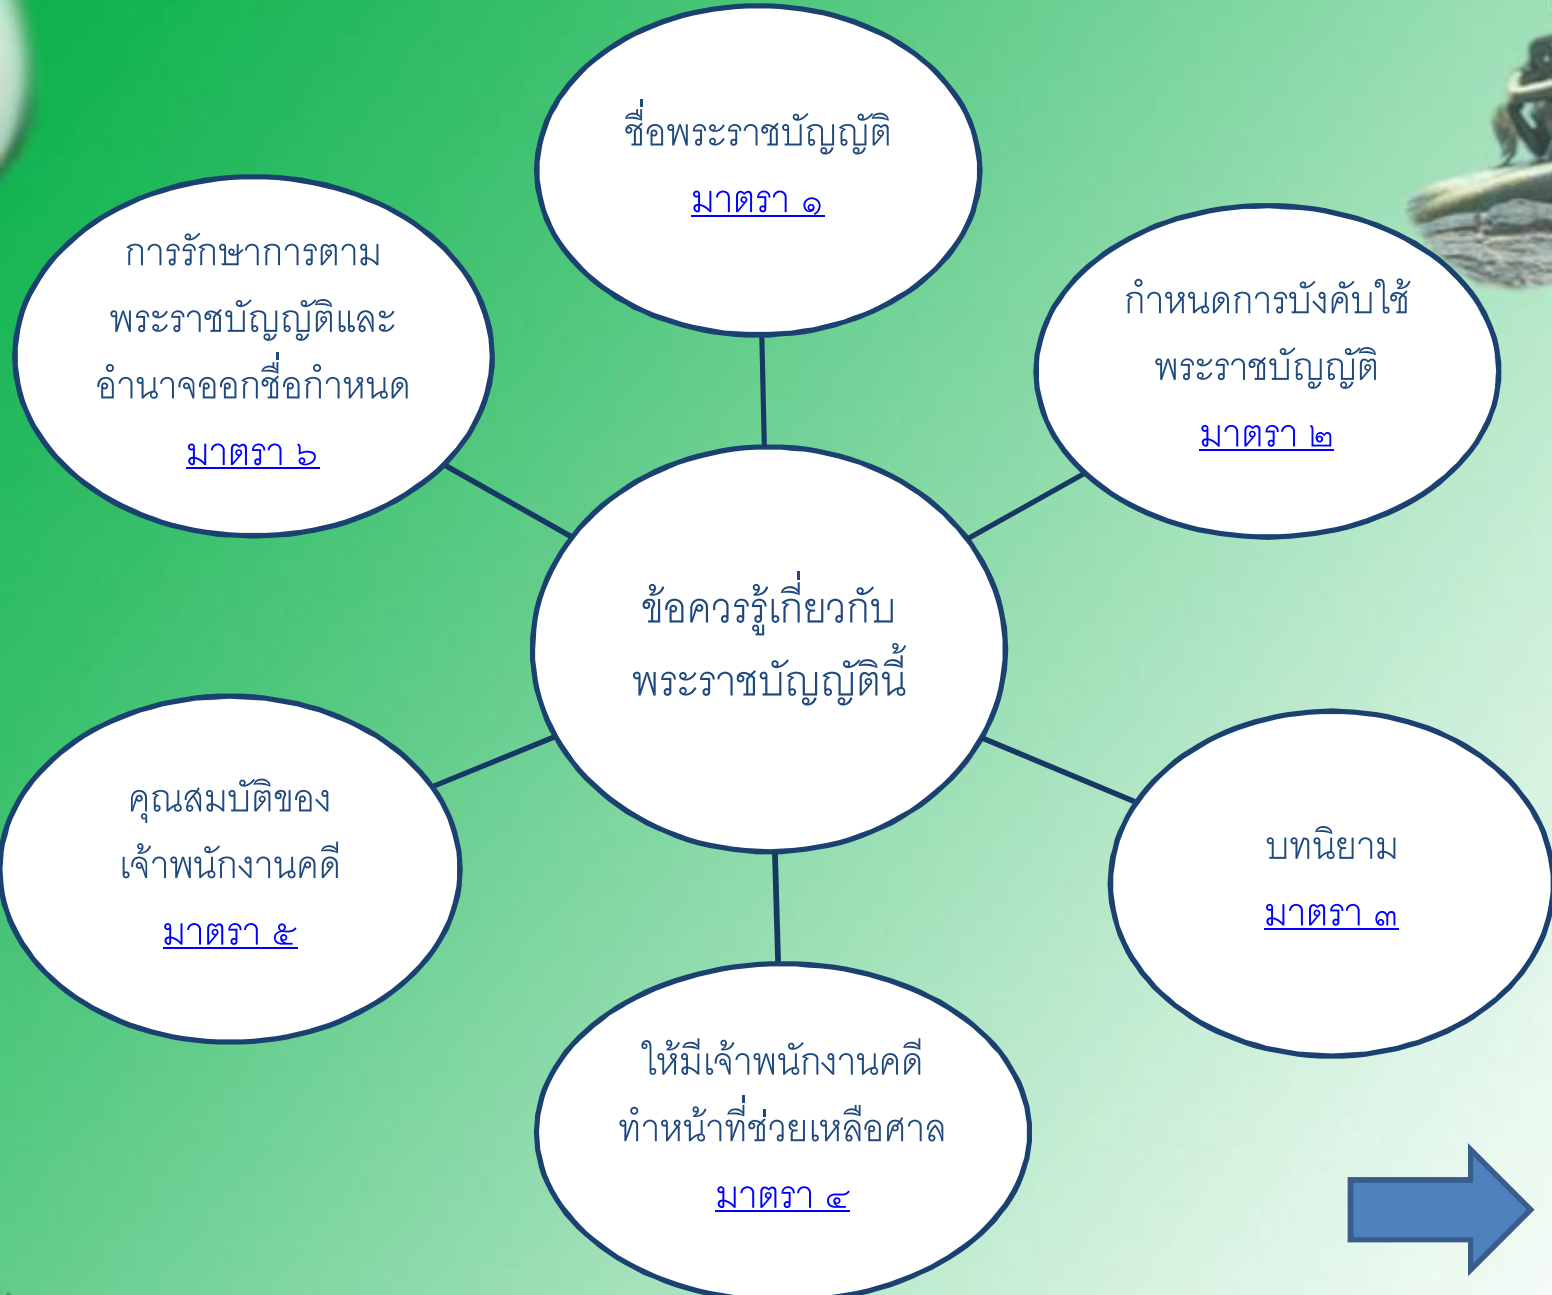 ชื่อพระราชบัญญัติ
มาตรา ๑
กำหนดการบังคับใช้
พระราชบัญญัติ
มาตรา ๒
บทนิยาม
มาตรา ๓
ให้มีเจ้าพนักงานคดี
ทำหน้าที่ช่วยเหลือศาล
มาตรา ๔
คุณสมบัติของ
เจ้าพนักงานคดี
มาตรา ๕
การรักษาการตาม
พระราชบัญญัติและ
อำนาจออกชื่อกำหนด
มาตรา ๖
ข้อควรรู้เกี่ยวกับ
พระราชบัญญัตินี้